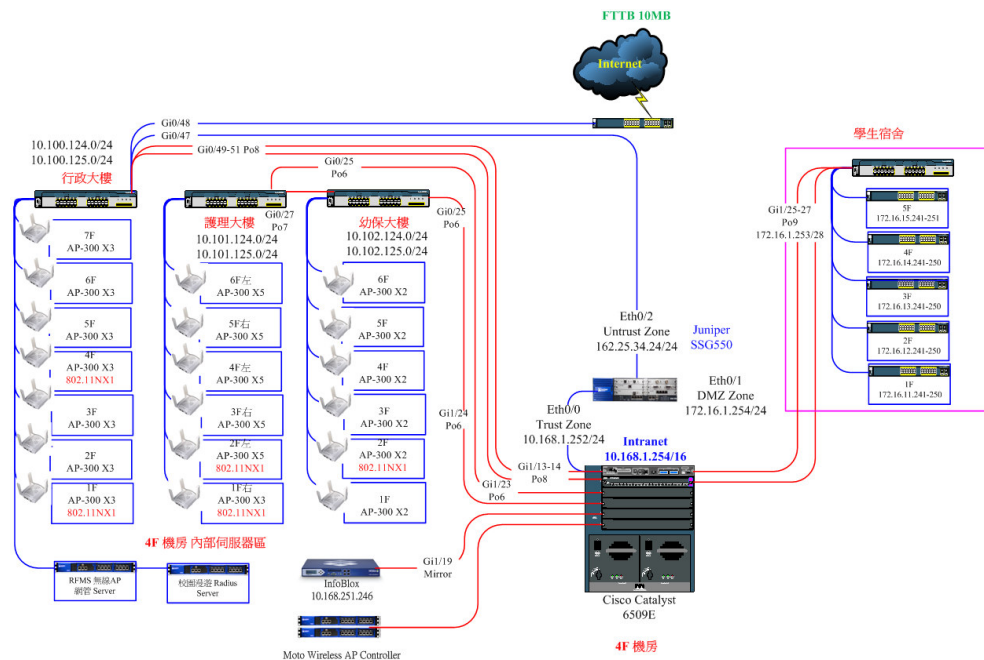 FTTB 10MB
Internet
Gi0/48
Gi0/47
Gi0/49-51 Po8
10.100.124.0/24
10.100.125.0/24
行政大樓
7F
AP-300 X3
6F
AP-300 X3
5F
AP-300 X3
4F
AP-300 X3
802.11NX1
3F
AP-300 X3
2F
AP-300 X3
1F
AP-300 X3
802.11NX1
Gi0/25
Po6
Gi0/27
Po7
護理大樓
10.101.124.0/24
10.101.125.0/24
6F左
AP-300 X5
5F右
AP-300 X5
4F左
AP-300 X5
3F右
AP-300 X5
2F左
AP-300 X5
802.11NX1
1F右
AP-300 X5
802.11NX1
Gi0/25
Po6
幼保大樓
10.102.124.0/24
10.102.125.0/24
6F
AP-300 X2
5F
AP-300 X2
4F
AP-300 X2
3F
AP-300 X2
2F
AP-300 X2
802.11NX1
1F
AP-300 X2
Gi1/24
Po6
Gi1/23
Po6
Gi1/13-14
Po8
Gi1/19
Mirror
Eth0/2
Untrust Zone
162.25.34.24/24
Juniper
SSG550
Eth0/1
DMZ Zone
172.16.1.254/24
Eth0/0
Trust Zone
10.168.1.252/24
Intranet
10.168.1.254/16
Cisco Catalyst
6509E
4F 機房
學生宿舍
Gi1/25-27
Po9
172.16.1.253/28
5F
172.16.15.241-251
4F
172.16.14.241-250
3F
172.16.13.241-250
2F
172.16.12.241-250
1F
172.16.11.241-250
4F 機房 內部伺服器區
RFMS 無線AP
網管 Server
校園漫遊 Radius
Server
InfoBlox
10.168.251.246
Moto Wireless AP Controller